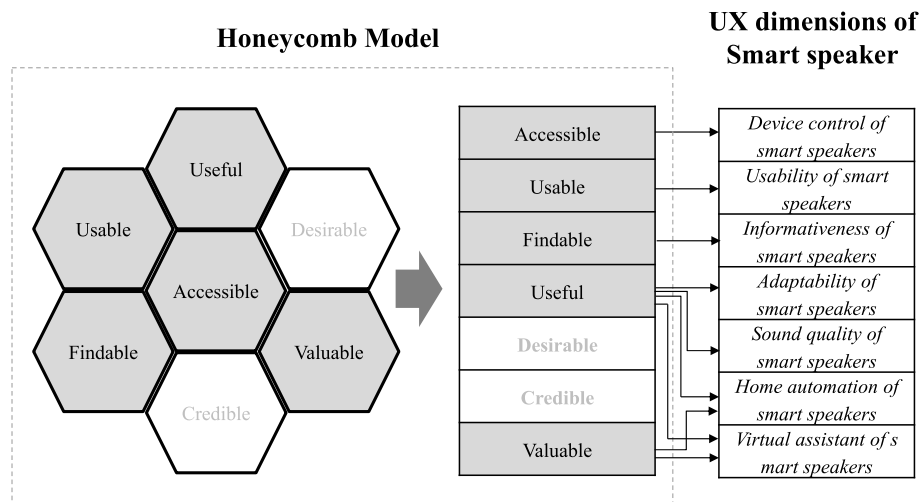 Honeycomb Model
UX dimensions of
Smart speaker
Useful
Usable
Desirable
Accessible
Findable
Valuable
Credible
Accessible
Usable
Findable
Useful
Desirable
Credible
Valuable
Device control of
smart speakers
Usability of smart
speakers
Informativeness of
smart speakers
Adaptability of
smart speakers
Sound quality of
smart speakers
Home automation of
smart speakers
Virtual assistant of s
mart speakers